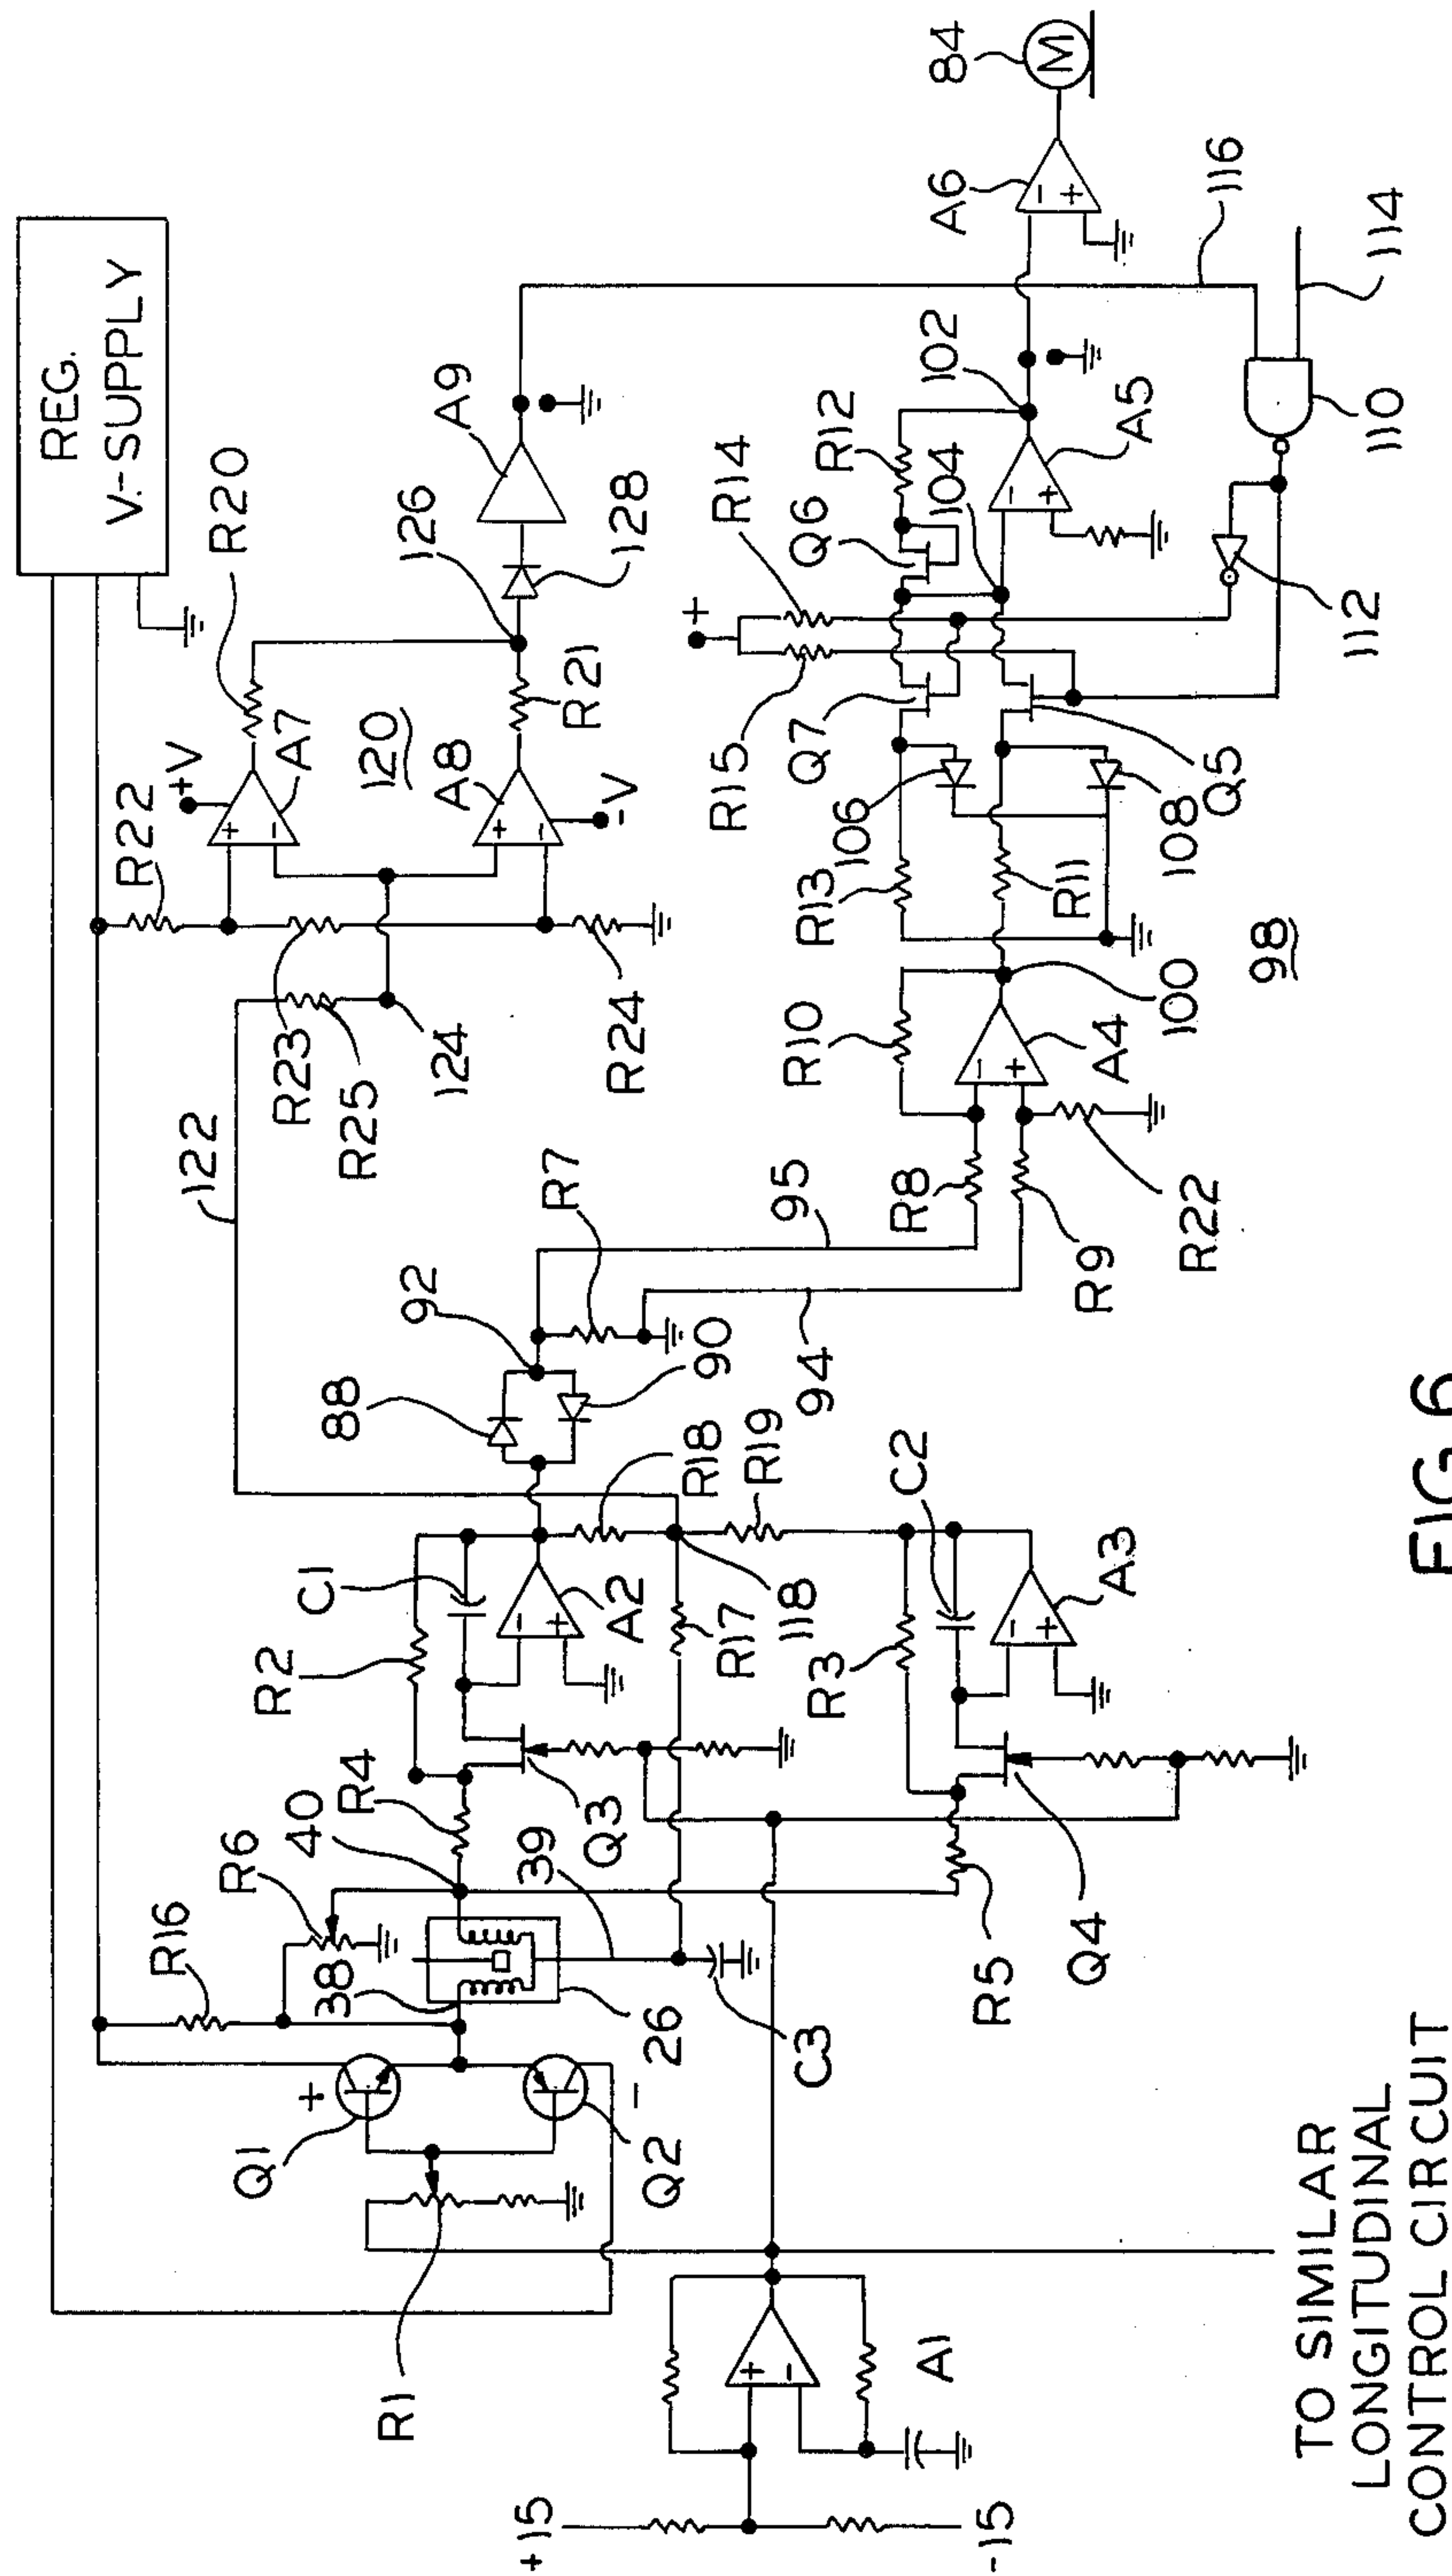 REG.
V.-SUPPLY
R22
+V
R20
A7
120
126
A9
A8
R21
128
-V
122
R23
R25
124
R24
R16
R6
40
R4
R2
C1
88
92
R7
Q1
+
38
39
Q3
A2
R18
90
95
94
R1
Q2
-
26
C3
R17
118
R19
C2
R3
A3
R5
Q4
+15
-15
A1
R8
R9
R22
R10
A4
100
98
R13
106
R11
108
Q5
R15
Q7
R14
Q6
R12
104
102
A5
+
112
110
114
116
A6
84
M
TO SIMILAR
LONGITUDINAL
CONTROL CIRCUIT
FIG 6